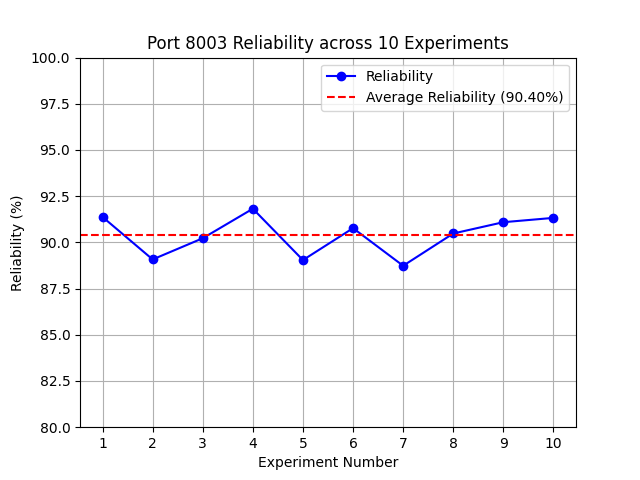 Port 8003 Reliability across 10 Experiments
100.0
97.5
95.0
92.5
90.0
87.5
85.0
82.5
80.0
Reliability (%)
Reliability
Average Reliability (90.40%)
1 2 3 4 5 6 7 8 9 10
Experiment Number